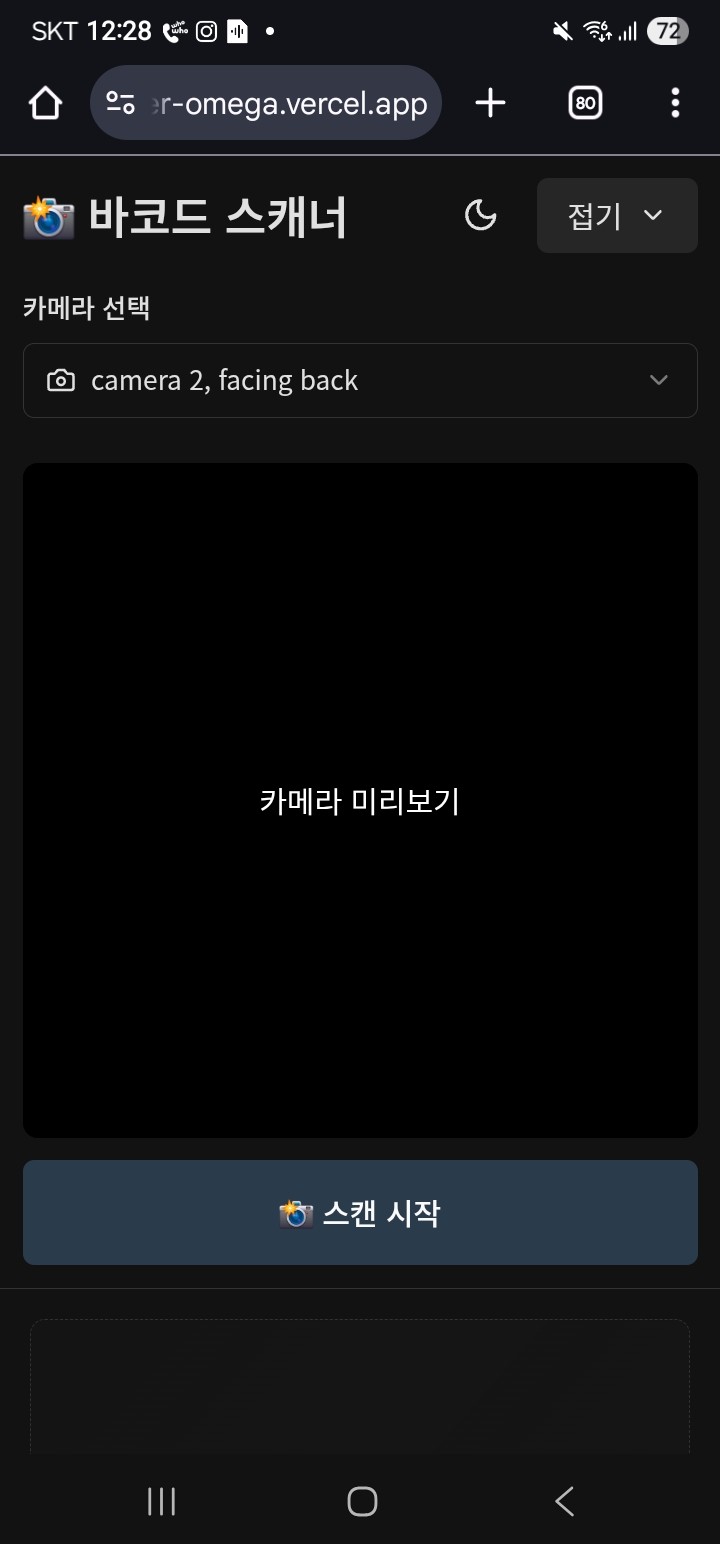 SKT 12:28 72
r-omega.vercel.app 80
바코드 스캐너 접기
카메라 선택
camera 2, facing back
카메라 미리보기
스캔 시작